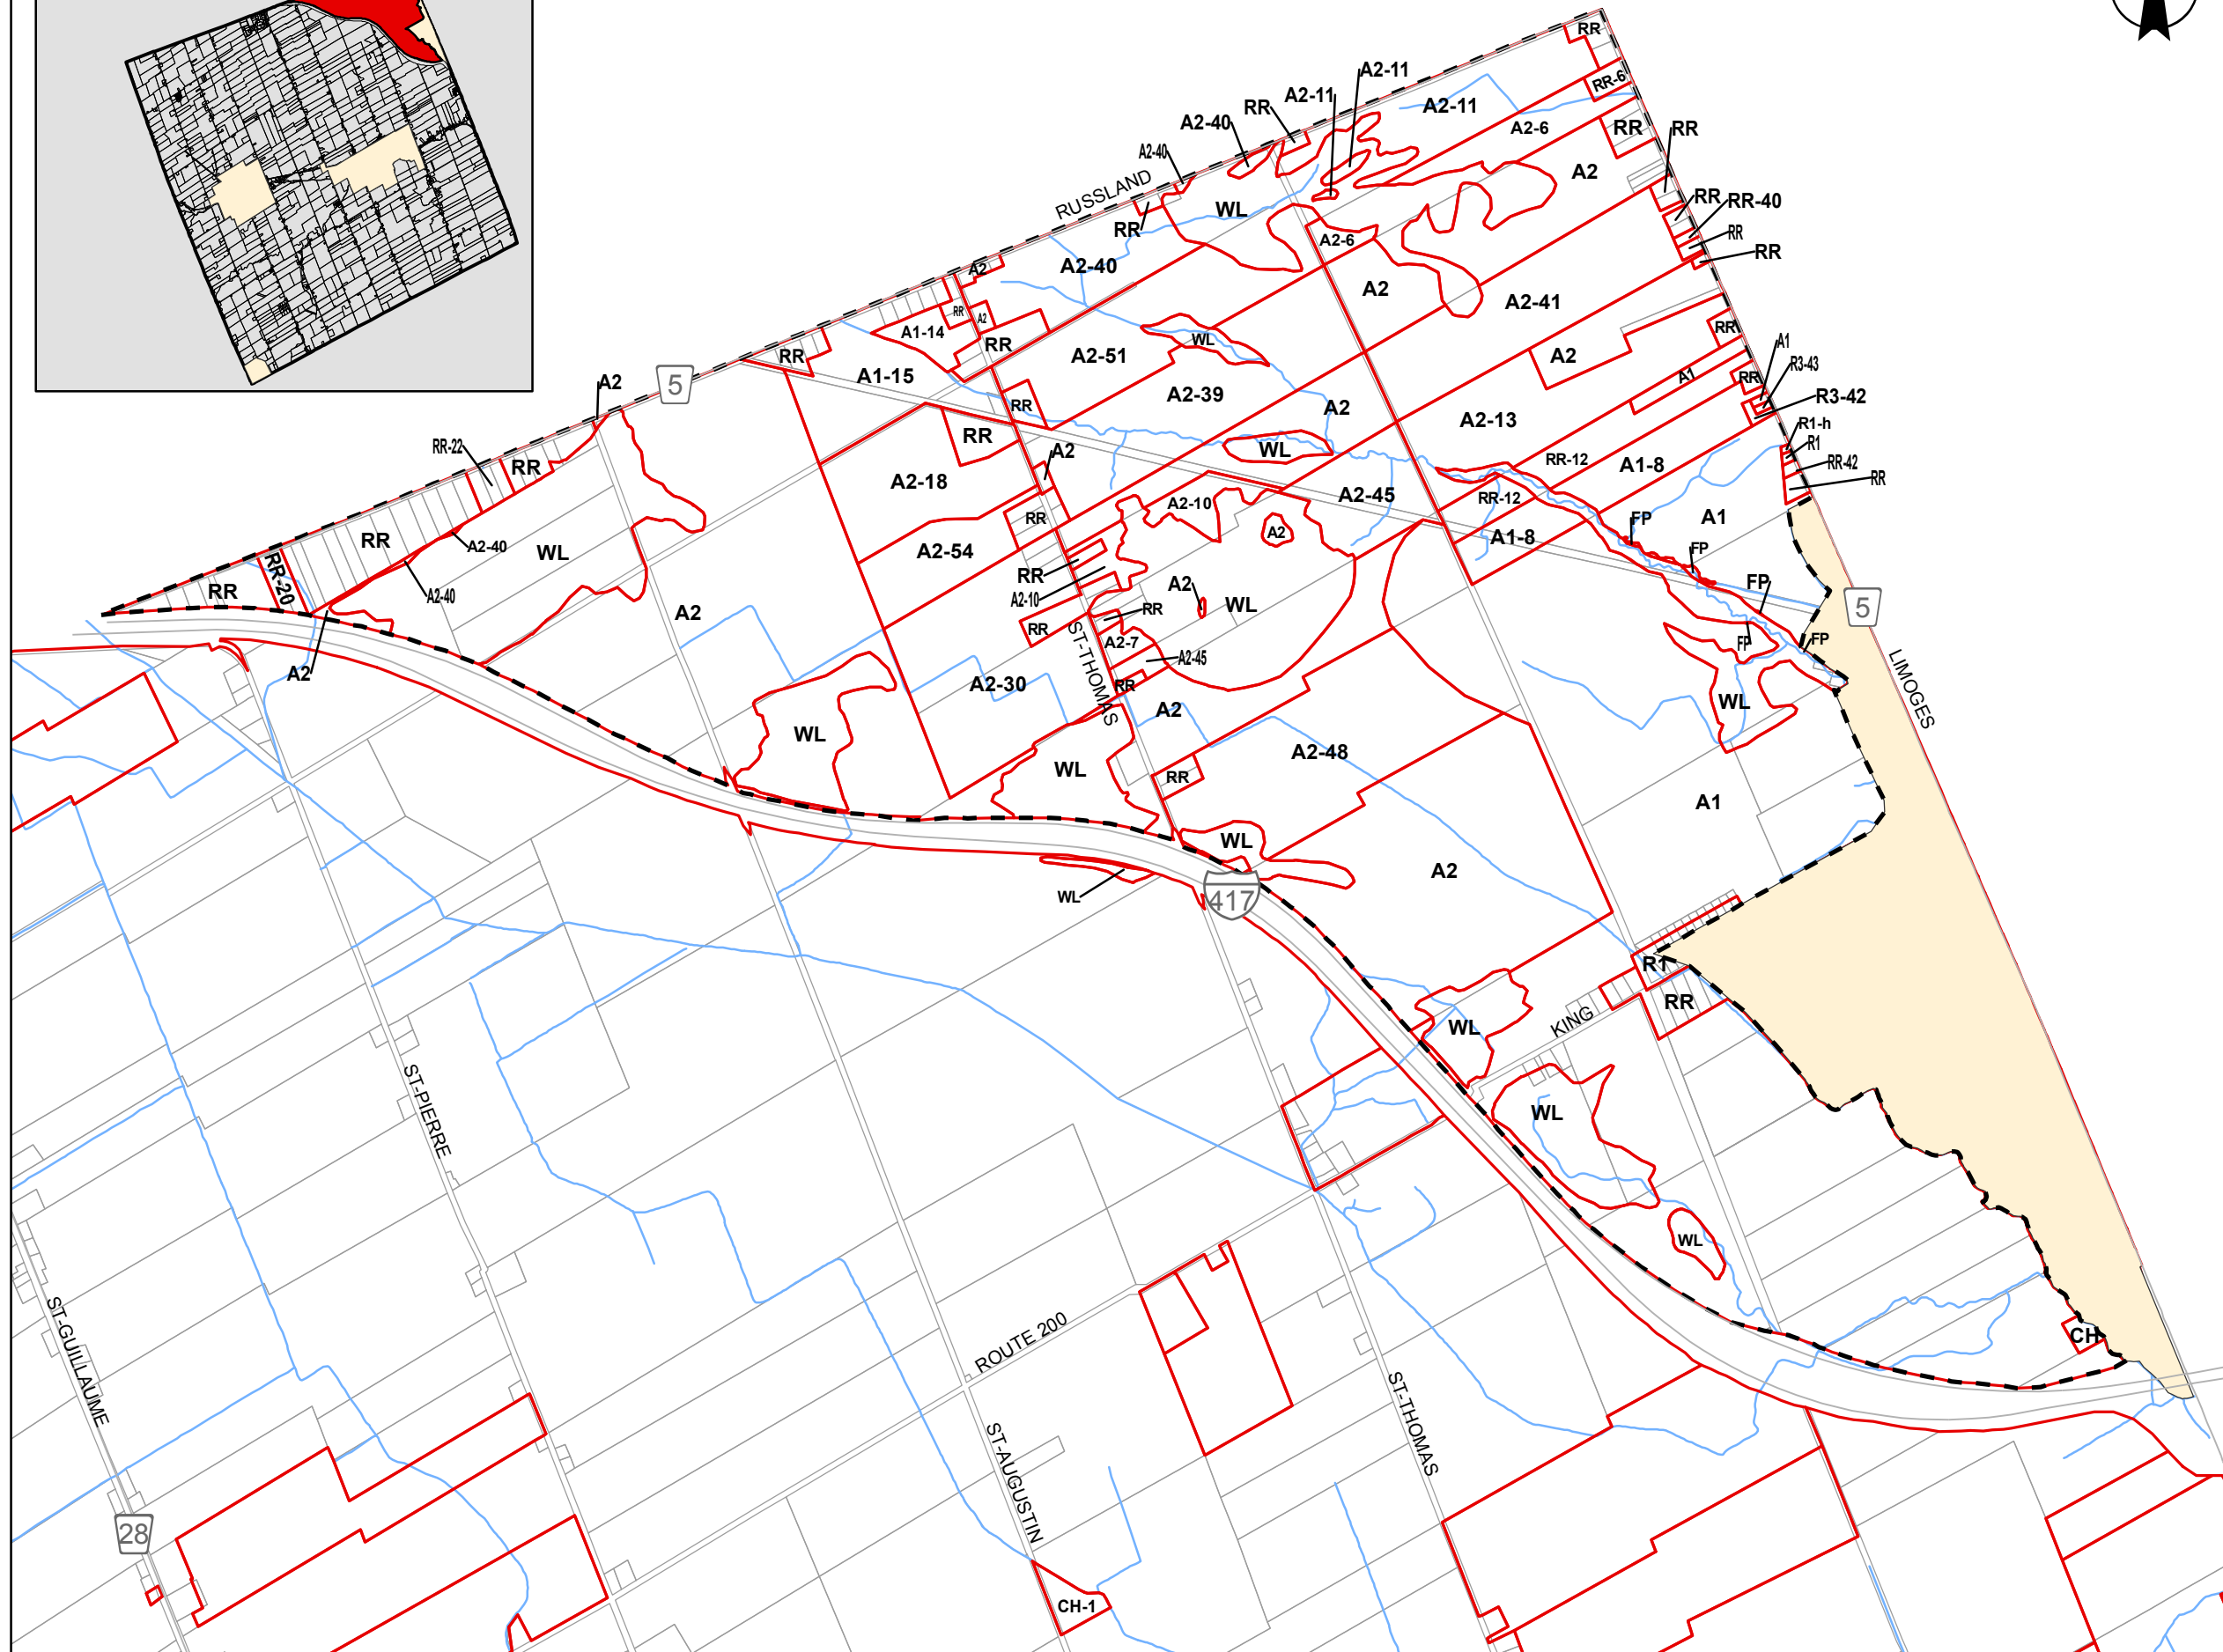 RR
RR-6
A2-11
A2-11
A2-11
RR
A2-40
A2-6
RR
RR
A2-40
A2
RUSSLAND
RR
WL
RR
RR-40
RR
RR
A2-6
A2-40
A2
A2
A2-41
RR
A2
A1-14
RR
A2-51
WL
RR
A2
A1
R3-43
RR
A1-15
A1
RR
A2
5
R3-42
RR
A2-39
A2
A2-13
R1-h
R1
RR-42
RR
RR-22
RR
RR
A2
WL
RR-12
A1-8
A2-18
A2-45
RR-12
A2-10
RR
A2
A1
FP
FP
A1-8
RR
A2-40
WL
A2-54
RR
A2-10
A2
WL
FP
5
RR
RR-20
A2-40
A2
RR
RR
A2-7
FP
FP
A2
ST-THOMAS
A2-45
RR
A2-30
A2
LIMOGES
WL
WL
WL
A2-48
RR
A1
WL
A2
WL
417
R1
RR
KING
WL
WL
ST-PIERRE
WL
ST-GUILLAUME
ROUTE 200
CH
ST-THOMAS
ST-AUGUSTIN
28
CH-1